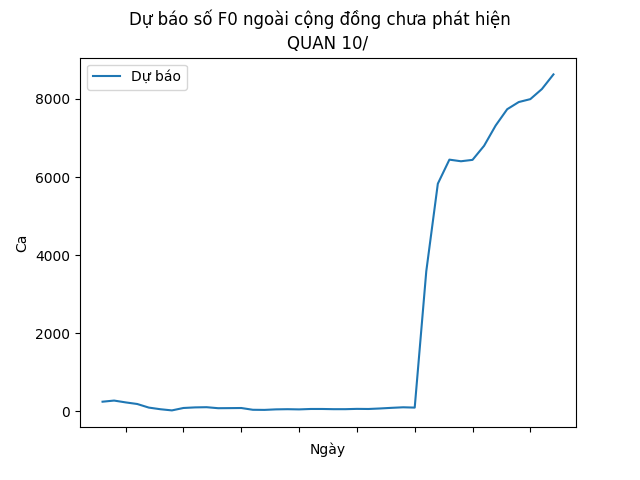 Dự báo số F0 ngoài cộng đồng chưa phát hiện
QUAN 10/
Dự báo
8000
6000
4000
2000
0
Ca
Ngày